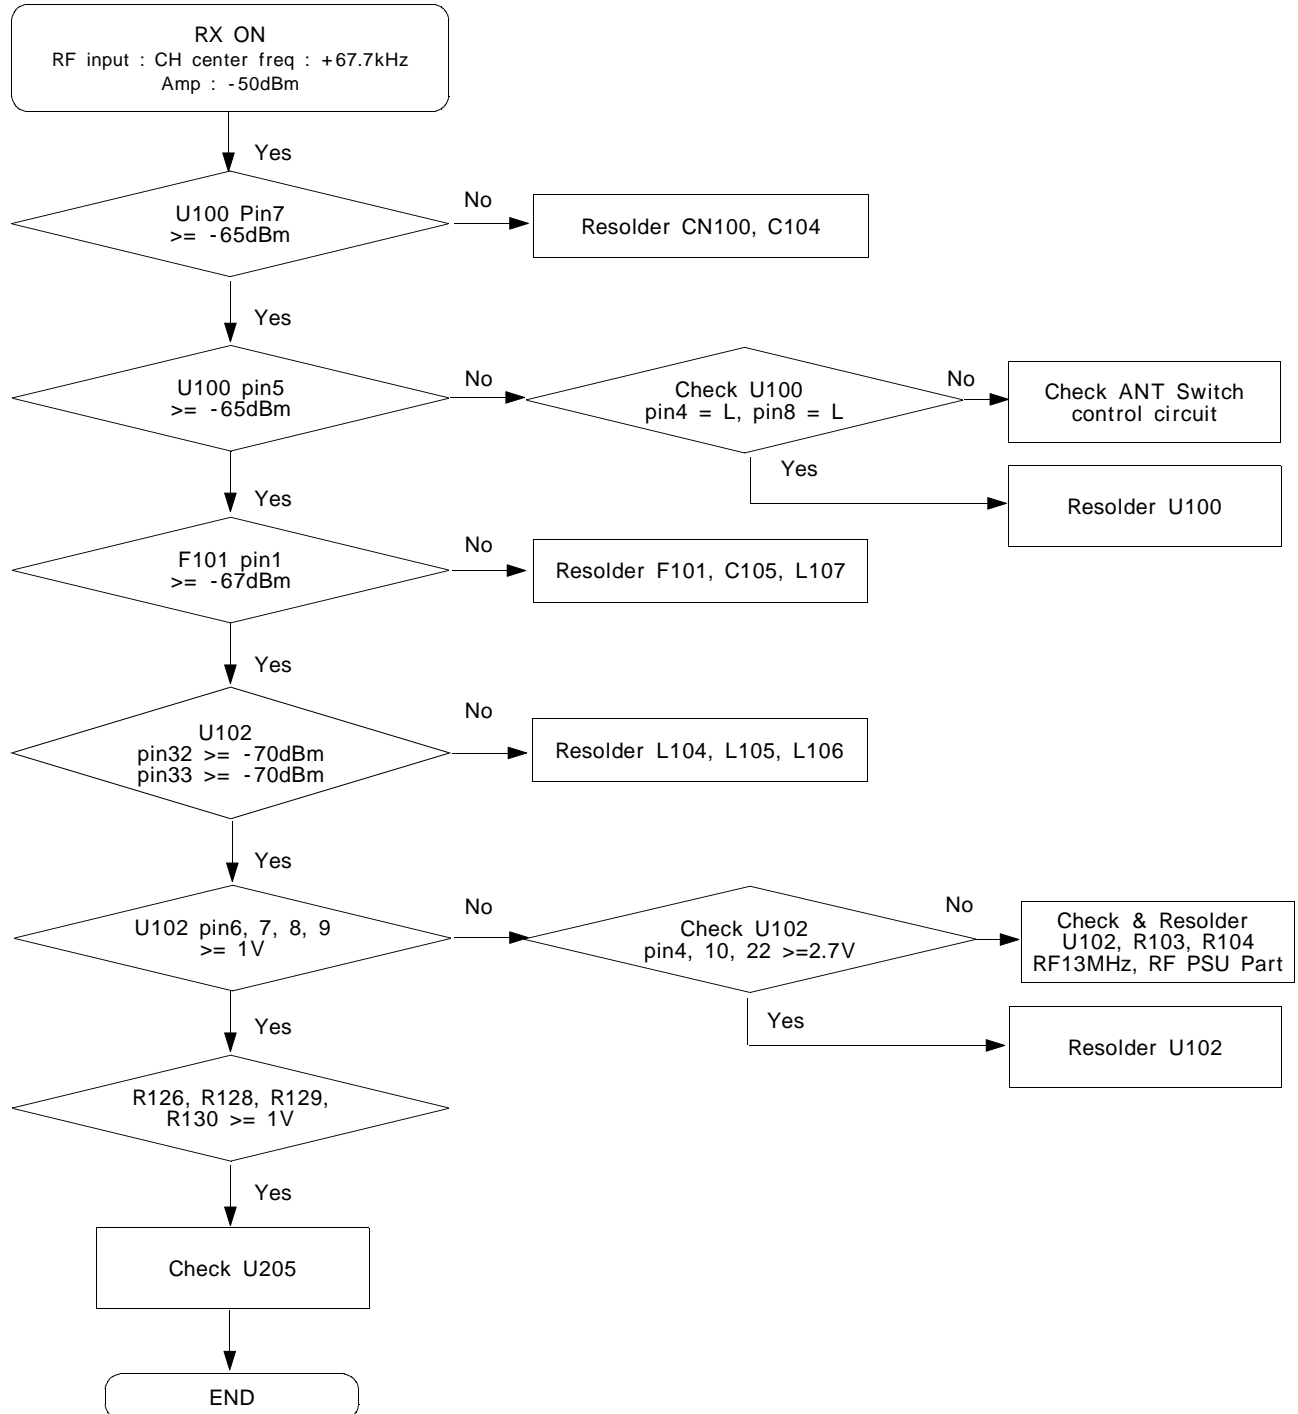 RX ON
RF input : CH center freq : +67.7kHz
Amp : -50dBm
Yes
U100 Pin7
>= -65dBm
No
Resolder CN100, C104
Yes
U100 pin5
>= -65dBm
No
Check U100
pin4 = L, pin8 = L
No
Check ANT Switch
control circuit
Yes
Resolder U100
Yes
F101 pin1
>= -67dBm
No
Resolder F101, C105, L107
Yes
U102
pin32 >= -70dBm
pin33 >= -70dBm
No
Resolder L104, L105, L106
Yes
U102 pin6, 7, 8, 9
>= 1V
No
Check U102
pin4, 10, 22 >=2.7V
No
Check & Resolder
U102, R103, R104
RF13MHz, RF PSU Part
Yes
Resolder U102
Yes
R126, R128, R129,
R130 >= 1V
Yes
Check U205
END